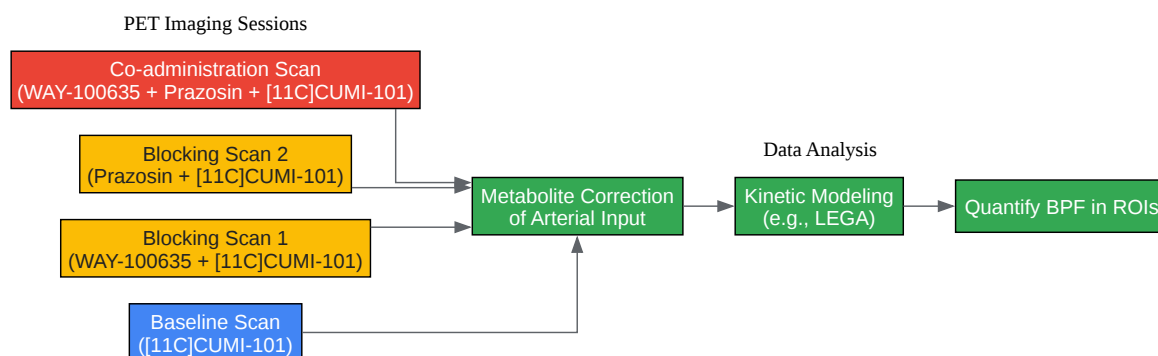 PET Imaging Sessions
Co-administration Scan
(WAY-100635 + Prazosin + [11C]CUMI-101)
Blocking Scan 2
(Prazosin + [11C]CUMI-101)
Blocking Scan 1
(WAY-100635 + [11C]CUMI-101)
Baseline Scan
([11C]CUMI-101)
Metabolite Correction
of Arterial Input
Data Analysis
Kinetic Modeling
(e.g., LEGA)
Quantify BPF in ROIs